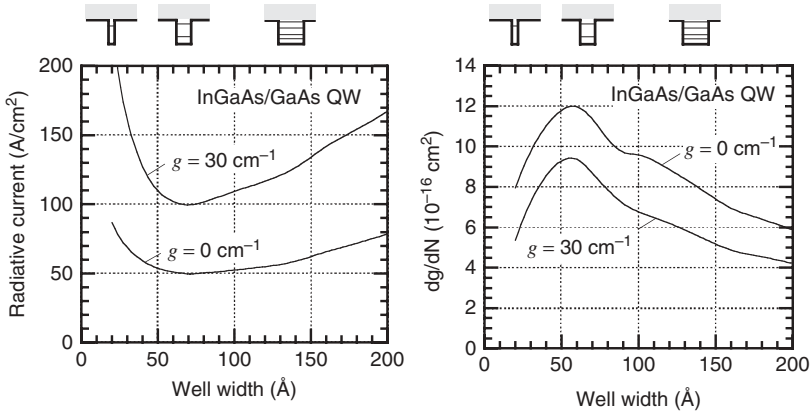 Radiative current (A/cm²)
200
150
100
50
0
InGaAs/GaAs QW
g = 30 cm⁻¹
g = 0 cm⁻¹
0 50 100 150 200
Well width (Å)
dg/dN (10⁻¹⁶ cm²)
14
12
10
8
6
4
2
0
InGaAs/GaAs QW
g = 0 cm⁻¹
g = 30 cm⁻¹
0 50 100 150 200
Well width (Å)